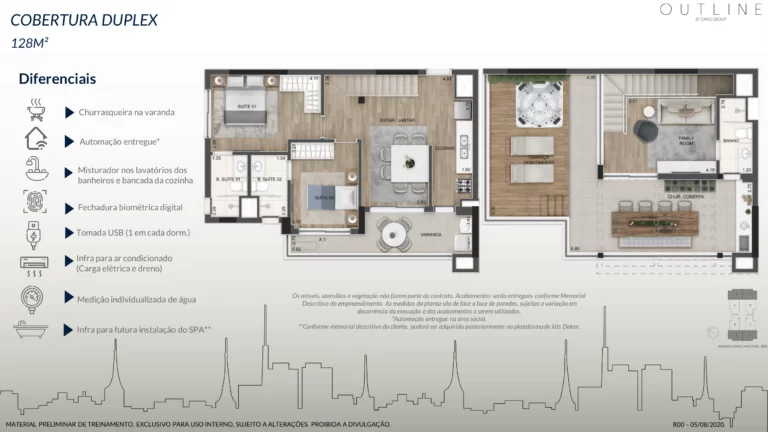 COBERTURA DUPLEX
128M²
OUTLINE
BY EMKI GROUP
Diferenciais
Churrasqueira na varanda
Automação entregue*
Misturador nos lavatórios dos
banheiros e bancada da cozinha
Fechadura biométrica digital
Tomada USB (1 em cada dorm.)
Infra para ar condicionado
(Carga elétrica e dreno)
Medição individualizada de água
Infra para futura instalação do SPA**
SUITE 01
ESTAR / JANTAR
COZINHA
B. SUITE 01
B. SUITE 02
SUITE 02
VARANDA
FAMILY
ROOM
BANHO
CHUR. COBERTA
Os móveis, utensílios e vegetação não fazem parte do contrato. Acabamentos serão entregues conforme Memorial
Descritivo do empreendimento. As medidas da planta são de face a face de paredes, sujeitas a variação em
decorrência da execução e dos acabamentos a serem utilizados.
*Automação entregue na área social.
**Conforme memorial descritivo do cliente, poderá ser adquirida posteriormente na plataforma de kits Daker.
MATERIAL PRELIMINAR DE TREINAMENTO. EXCLUSIVO PARA USO INTERNO, SUJEITO A ALTERAÇÕES. PROIBIDA A DIVULGAÇÃO.
R00 - 05/08/2020.